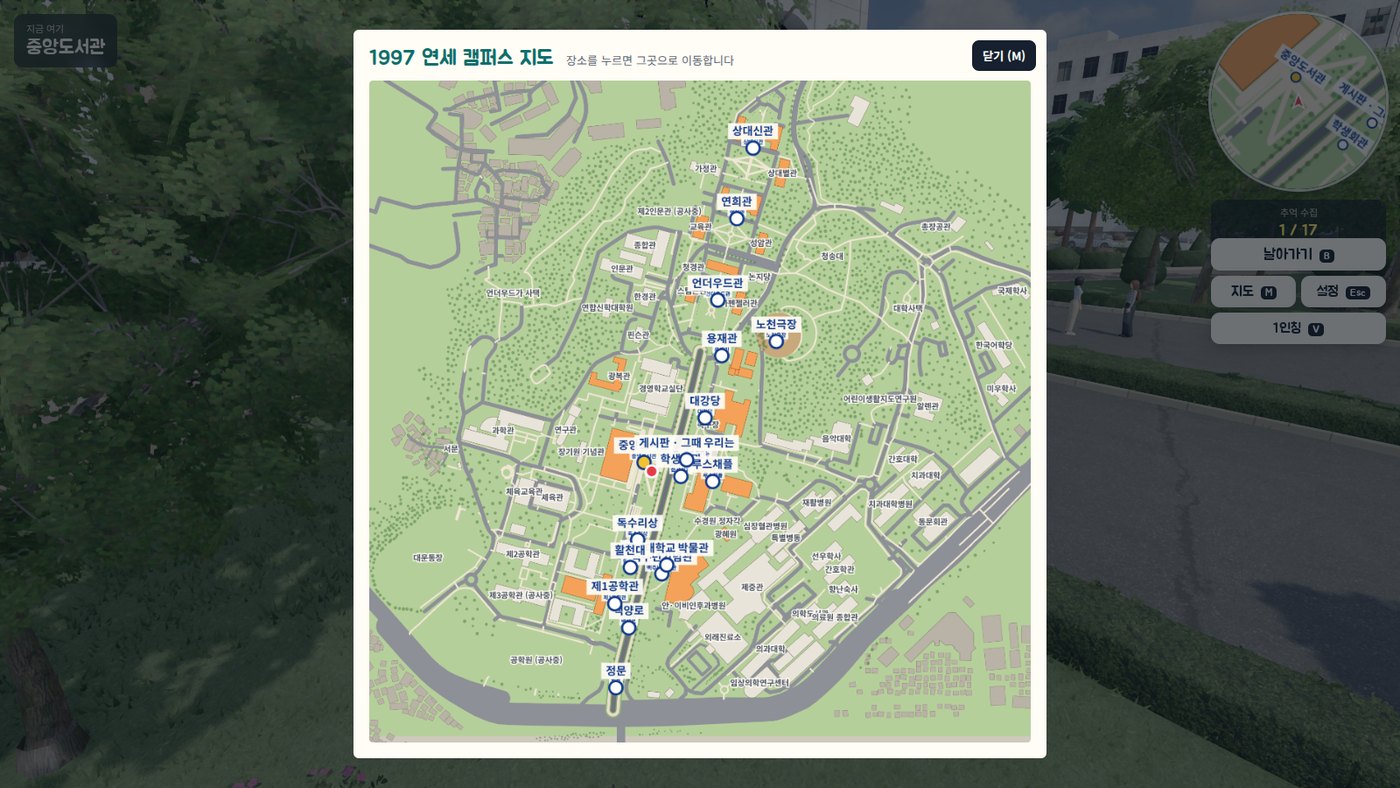 지금 여기
중앙도서관
1997 연세 캠퍼스 지도
장소를 누르면 그곳으로 이동합니다
닫기 (M)
중앙도서관
게시판 · 그
학생회관
추억 수집
1 / 17
날아가기 B
지도 M
설정 Esc
1인칭 V
상대신관
가정관
상대별관
연희관
제2인문관 (공사중)
교육관
총장공관
종합관
성암관
청송대
인문관
청경관
논지당
언더우드관
국제학사
언더우드가 사택
한경관
연합신학대학원
대학사택
노천극장
핀슨관
용재관
한국어학당
광복관
경영학교실단
미우학사
대강당
어린이생활지도연구원
알렌관
과학관
연구관
음악대학
중앙
게시판 · 그때 우리는
서문
장기원 기념관
학생
루스채플
간호대학
치과대학
체육교육관
체육관
재활병원
치과대학병원
독수리상
수경원 정자각
심장혈관병원
동문회관
광혜원
특별병동
활천대
대학교 박물관
대운동장
제2공학관
선우학사
간호학관
제1공학관
제중관
향난숙사
제3공학관 (공사중)
안·이비인후과병원
백양로
의료원 종합관
외래진료소
의과대학
공학원 (공사중)
정문
임상의학연구센터